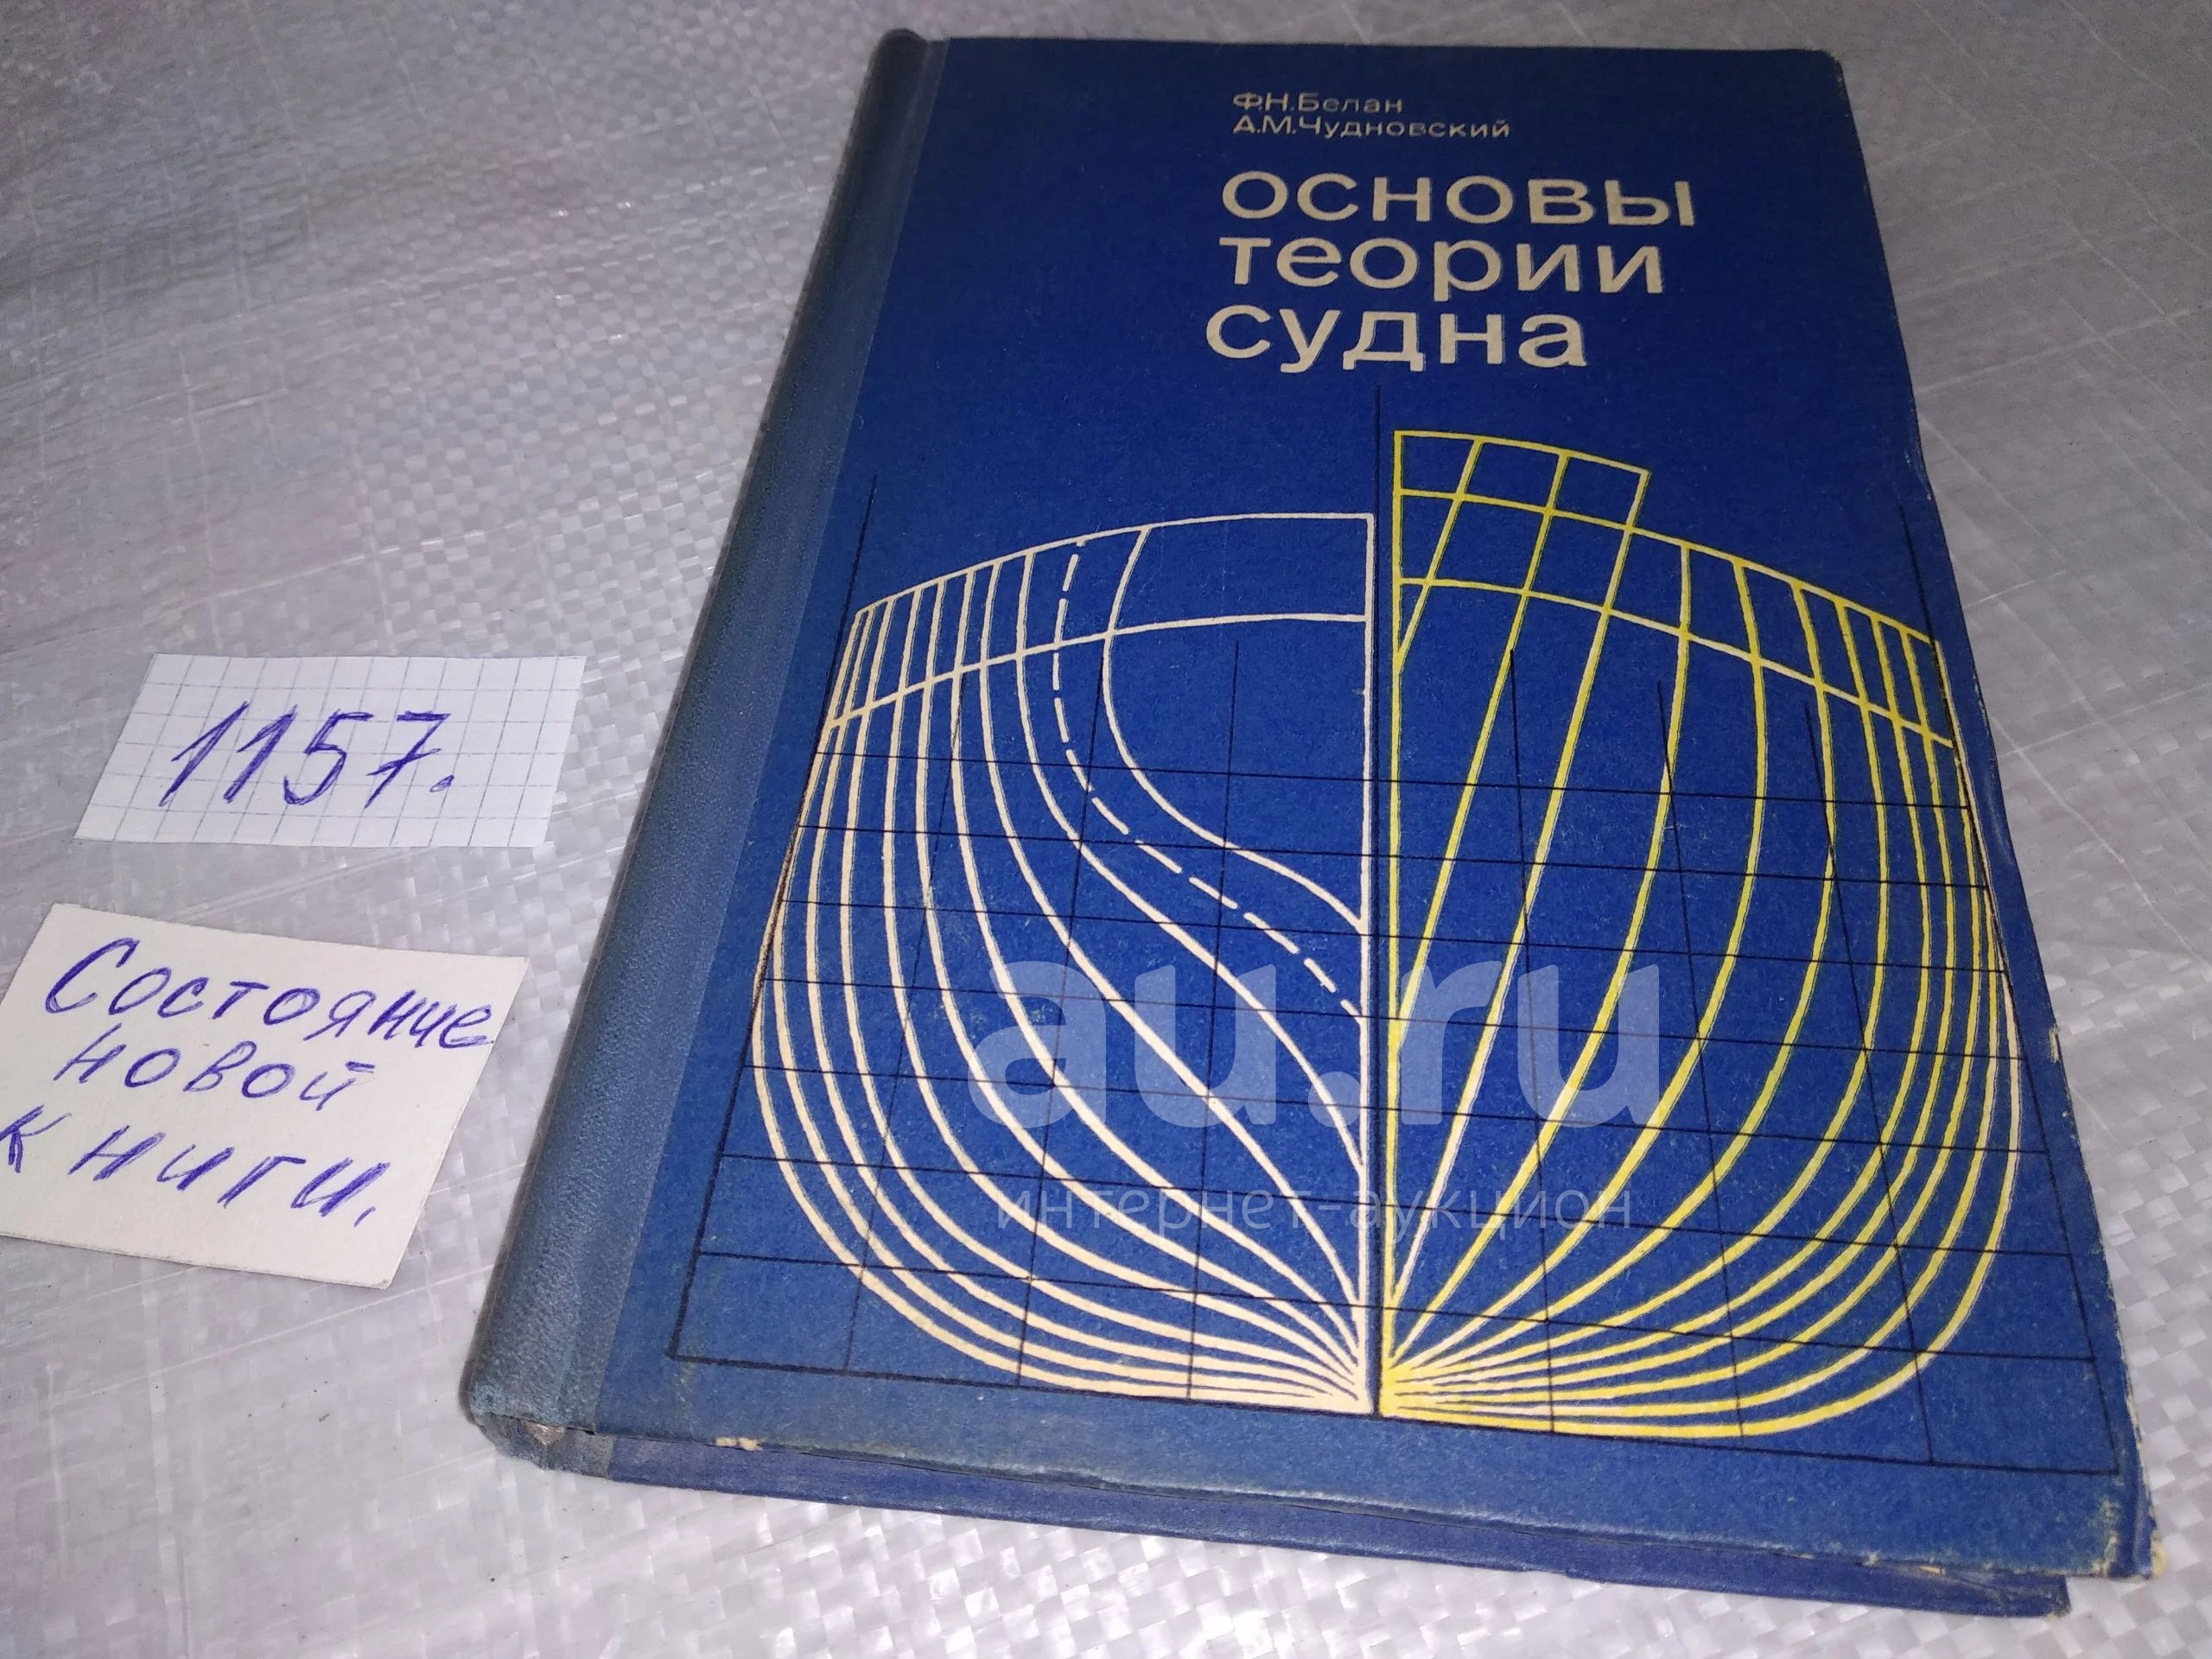 Ф.Н.Белан
А.М.Чудновский
основы
теории
судна
1157.
Состояние
новой
книги.
au.ru
интернет-аукцион